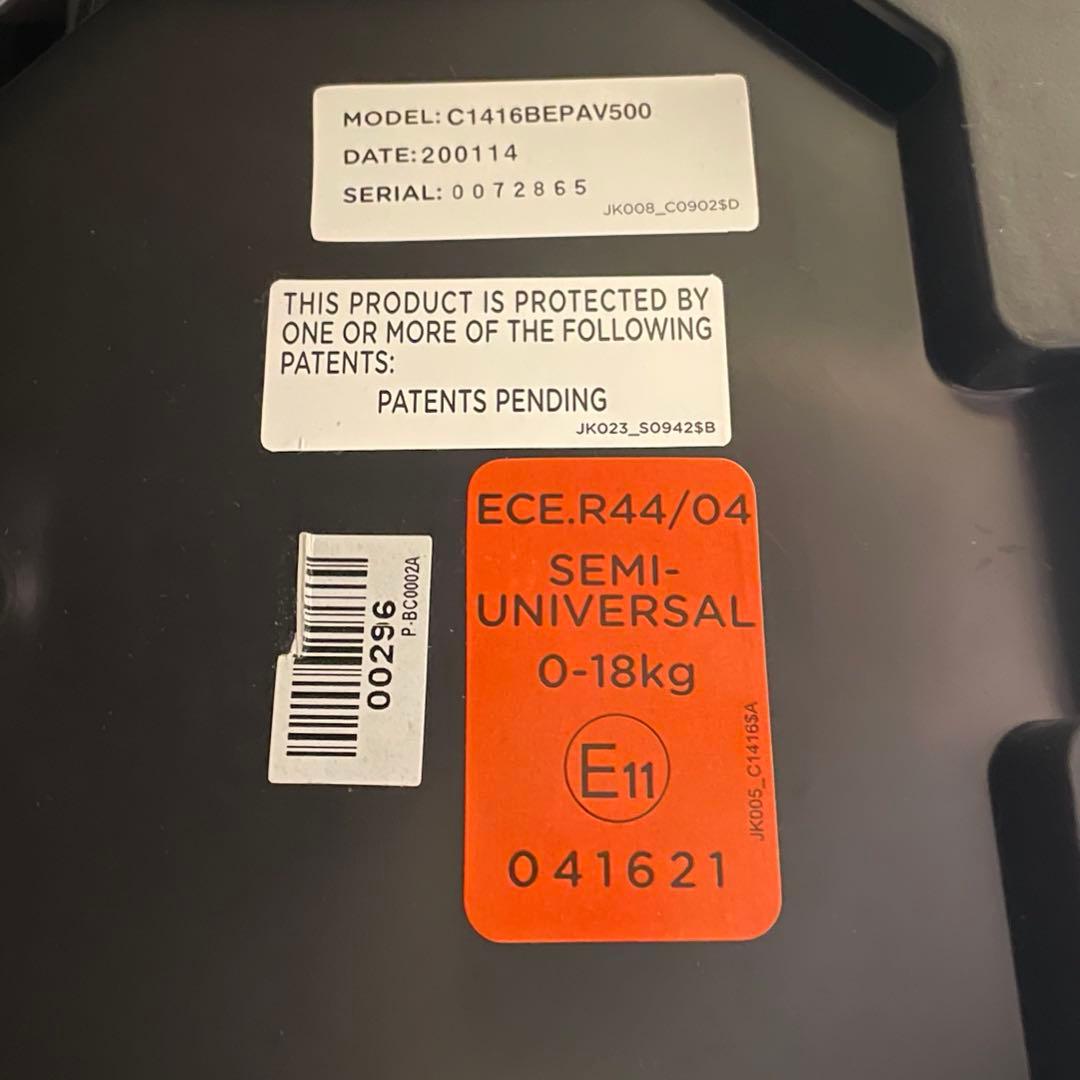 MODEL: C1416BEPAV500
DATE: 200114
SERIAL: 0072865
JK008_C0902$D
THIS PRODUCT IS PROTECTED BY
ONE OR MORE OF THE FOLLOWING
PATENTS:
PATENTS PENDING
JK023_S0942$B
00296
P-BC0002A
ECE.R44/04
SEMI-
UNIVERSAL
0-18kg
E11
041621
JK005_C1416$A